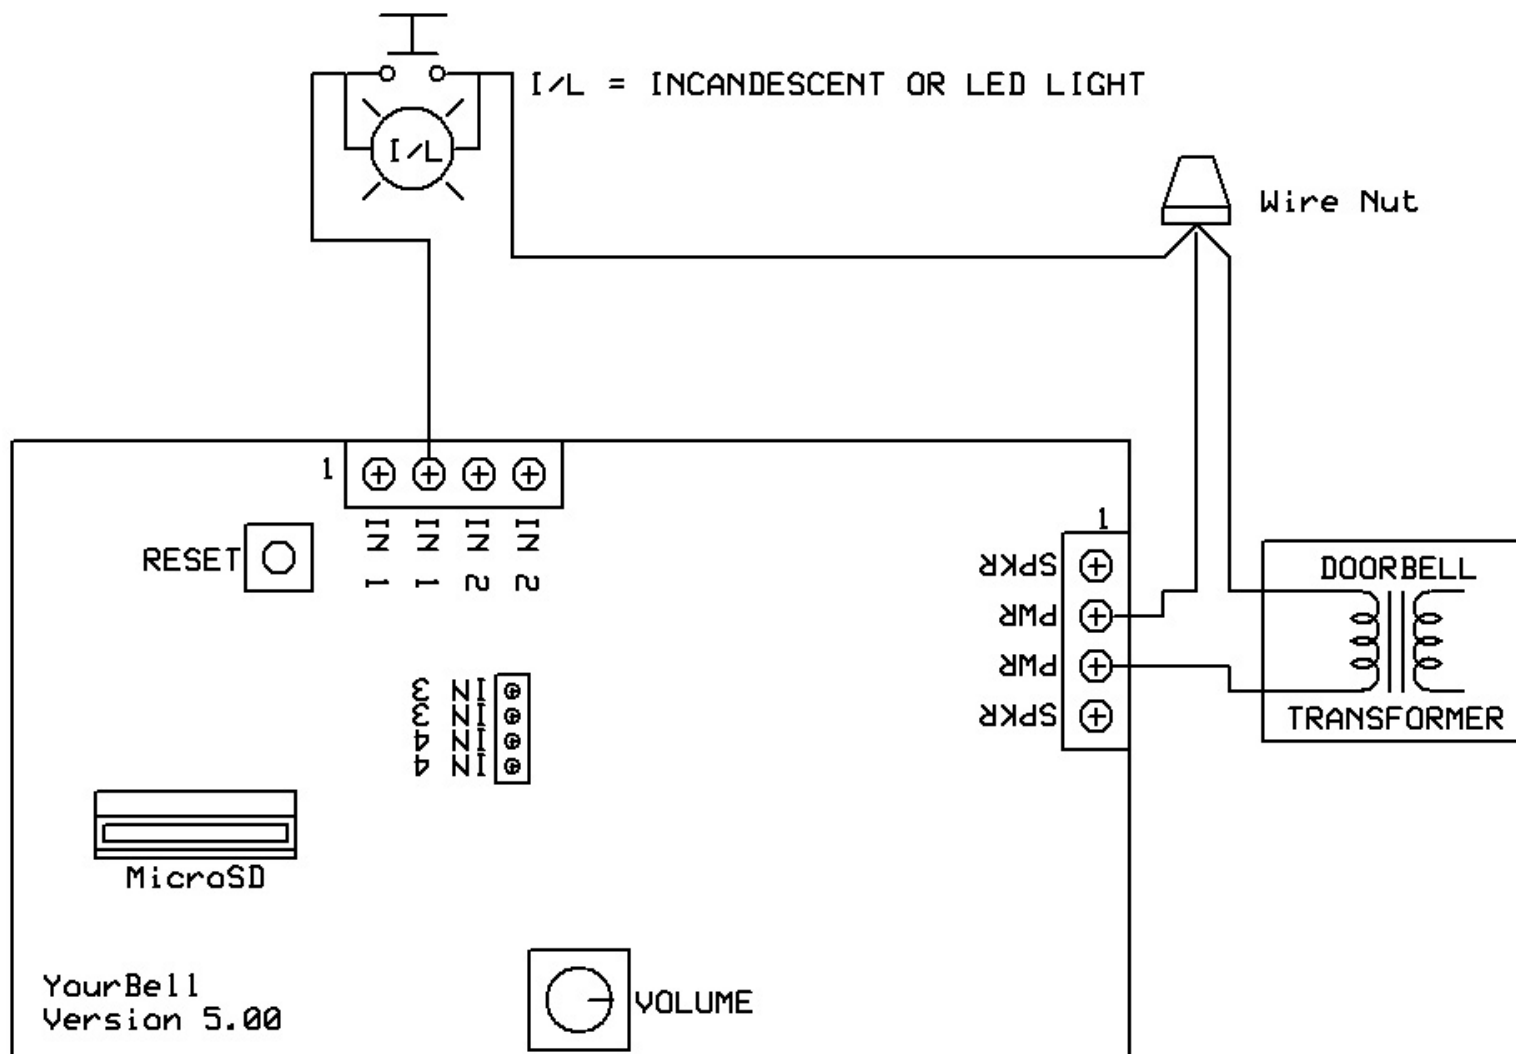 I/L = INCANDESCENT OR LED LIGHT
I/L
Wire Nut
1
IN 1
IN 1
IN 2
IN 2
RESET
1
SPKR
PWR
PWR
SPKR
DOORBELL
TRANSFORMER
IN 3
IN 3
IN 4
IN 4
MicroSD
YourBell
Version 5.00
VOLUME